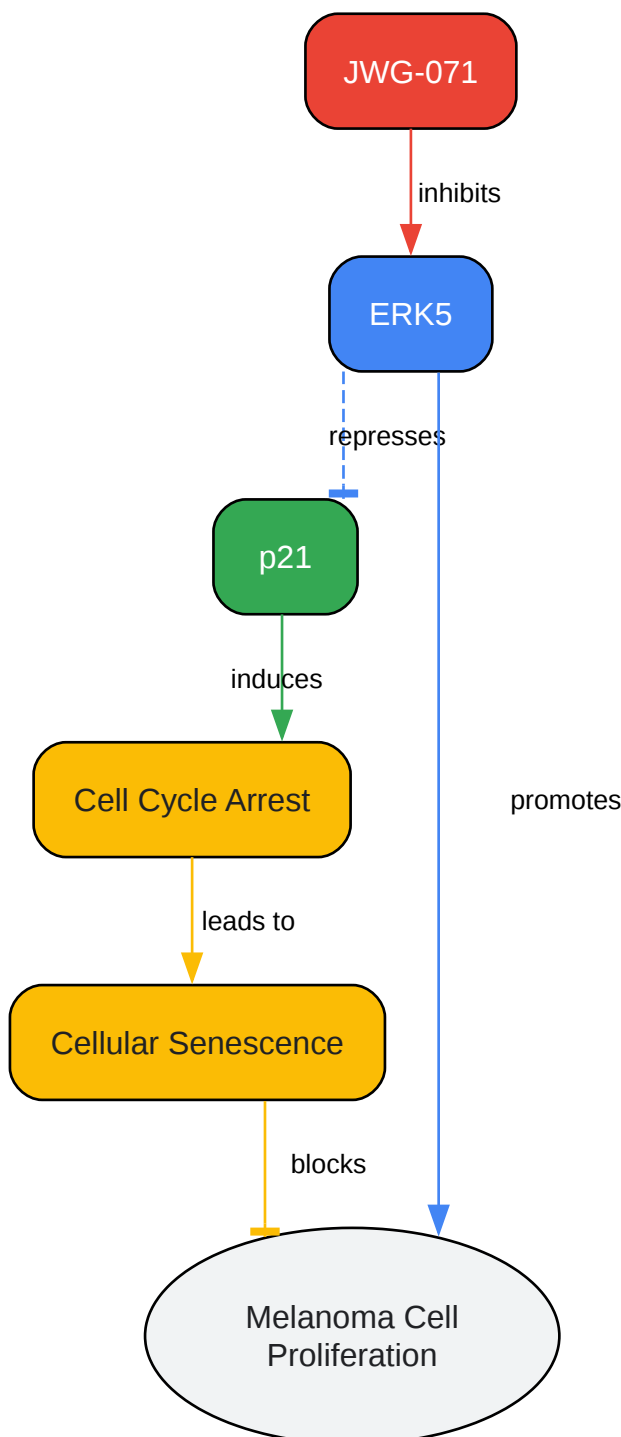 JWG-071
inhibits
ERK5
represses
p21
induces
Cell Cycle Arrest
promotes
leads to
Cellular Senescence
blocks
Melanoma Cell
Proliferation